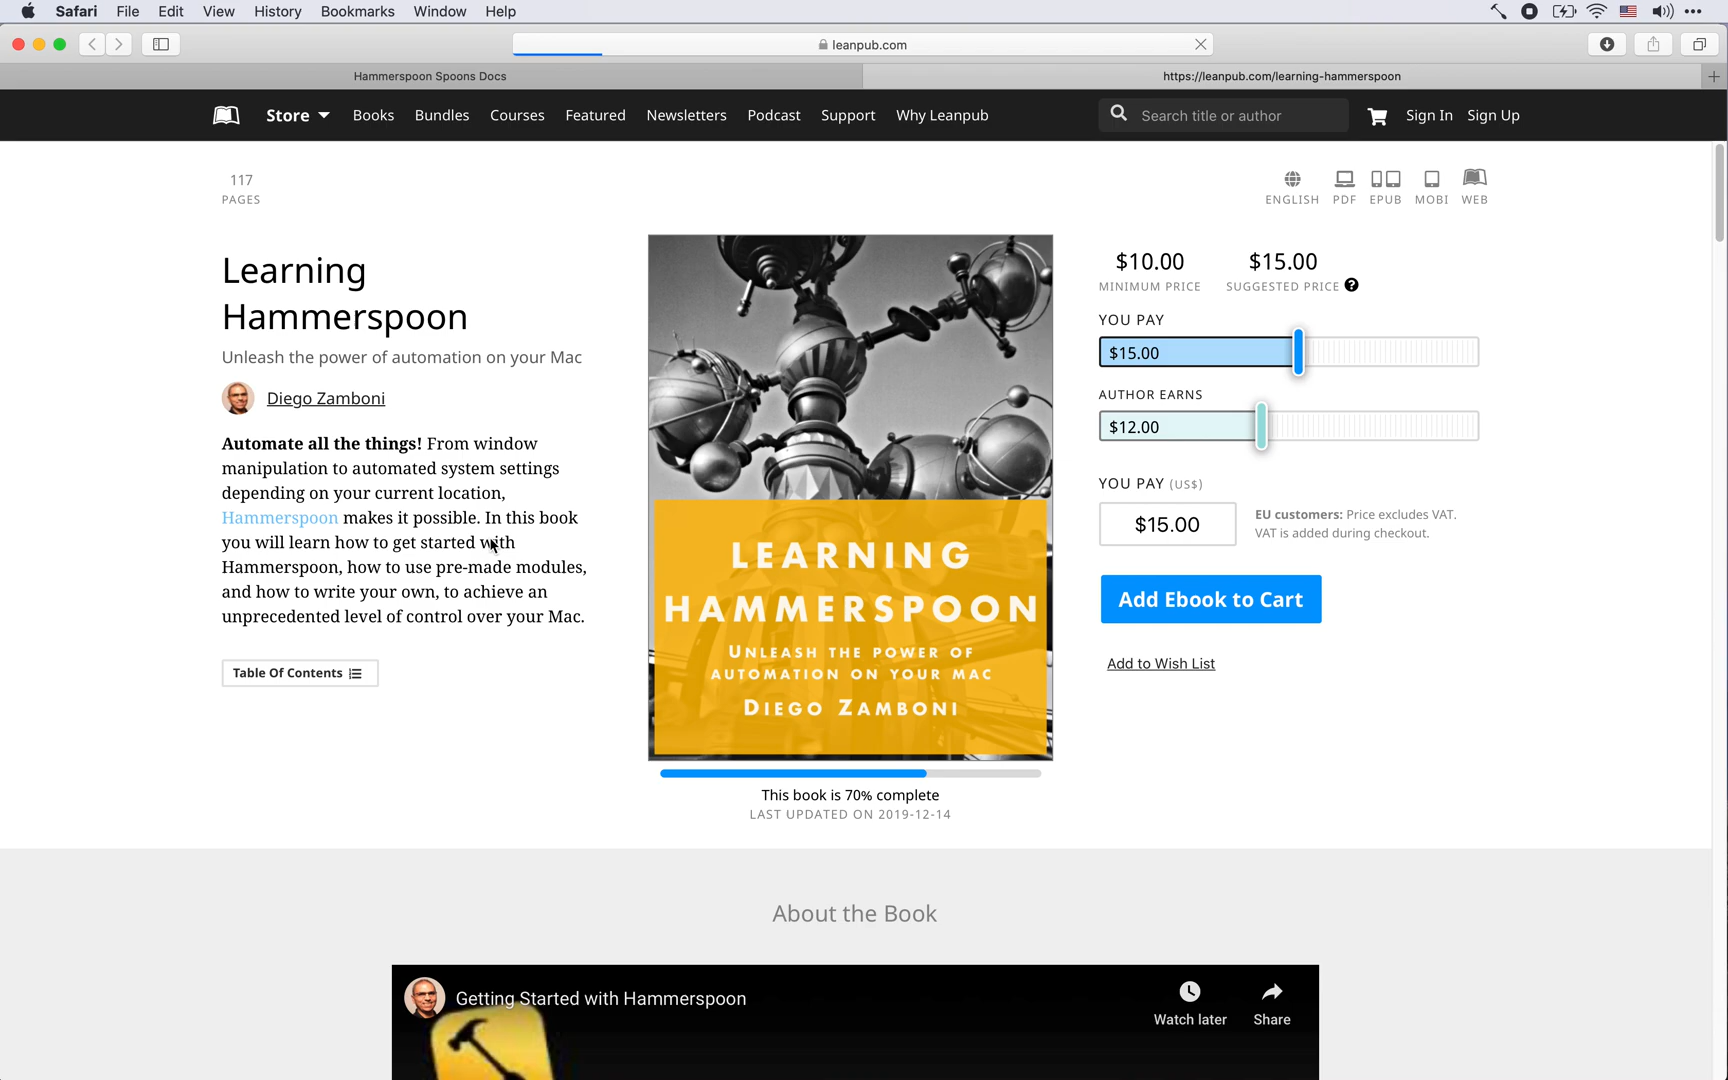 Safari File Edit View History Bookmarks Window Help
leanpub.com
Hammerspoon Spoons Docs
https://leanpub.com/learning-hammerspoon
Store Books Bundles Courses Featured Newsletters Podcast Support Why Leanpub Search title or author Sign In Sign Up
117
PAGES
ENGLISH PDF EPUB MOBI WEB
Learning
Hammerspoon
Unleash the power of automation on your Mac
Diego Zamboni
Automate all the things! From window
manipulation to automated system settings
depending on your current location,
Hammerspoon makes it possible. In this book
you will learn how to get started with
Hammerspoon, how to use pre-made modules,
and how to write your own, to achieve an
unprecedented level of control over your Mac.
Table Of Contents
LEARNING
HAMMERSPOON
UNLEASH THE POWER OF
AUTOMATION ON YOUR MAC
DIEGO ZAMBONI
This book is 70% complete
LAST UPDATED ON 2019-12-14
$10.00 $15.00
MINIMUM PRICE SUGGESTED PRICE ?
YOU PAY
$15.00
AUTHOR EARNS
$12.00
YOU PAY (US$)
$15.00
EU customers: Price excludes VAT.
VAT is added during checkout.
Add Ebook to Cart
Add to Wish List
About the Book
Getting Started with Hammerspoon
Watch later Share